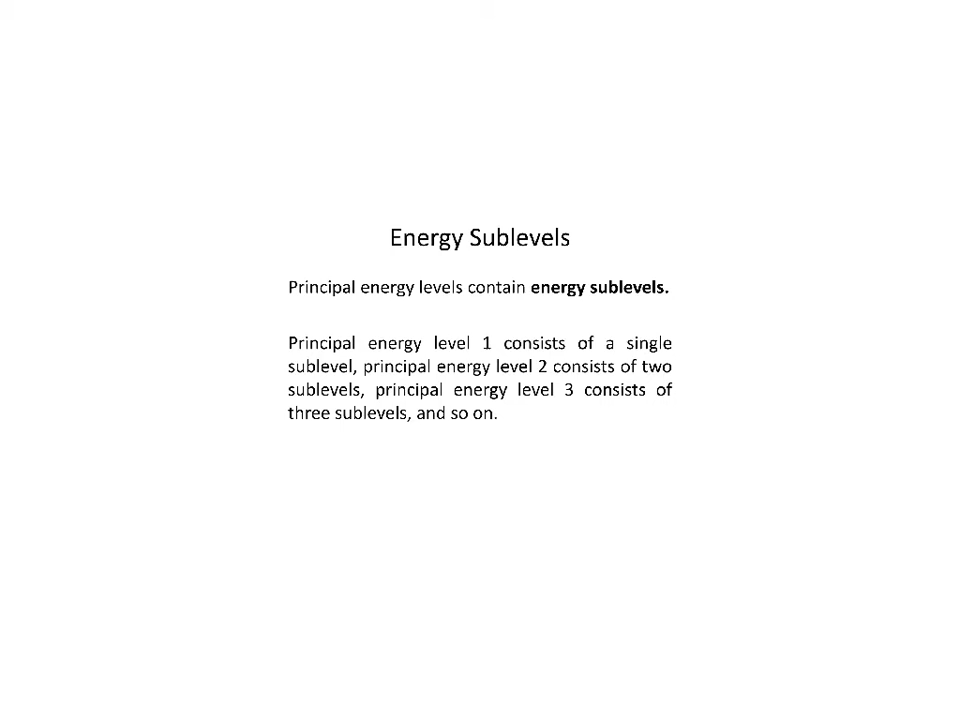 Energy Sublevels
Principal energy levels contain energy sublevels.
Principal energy level 1 consists of a single
sublevel, principal energy level 2 consists of two
sublevels, principal energy level 3 consists of
three sublevels, and so on.